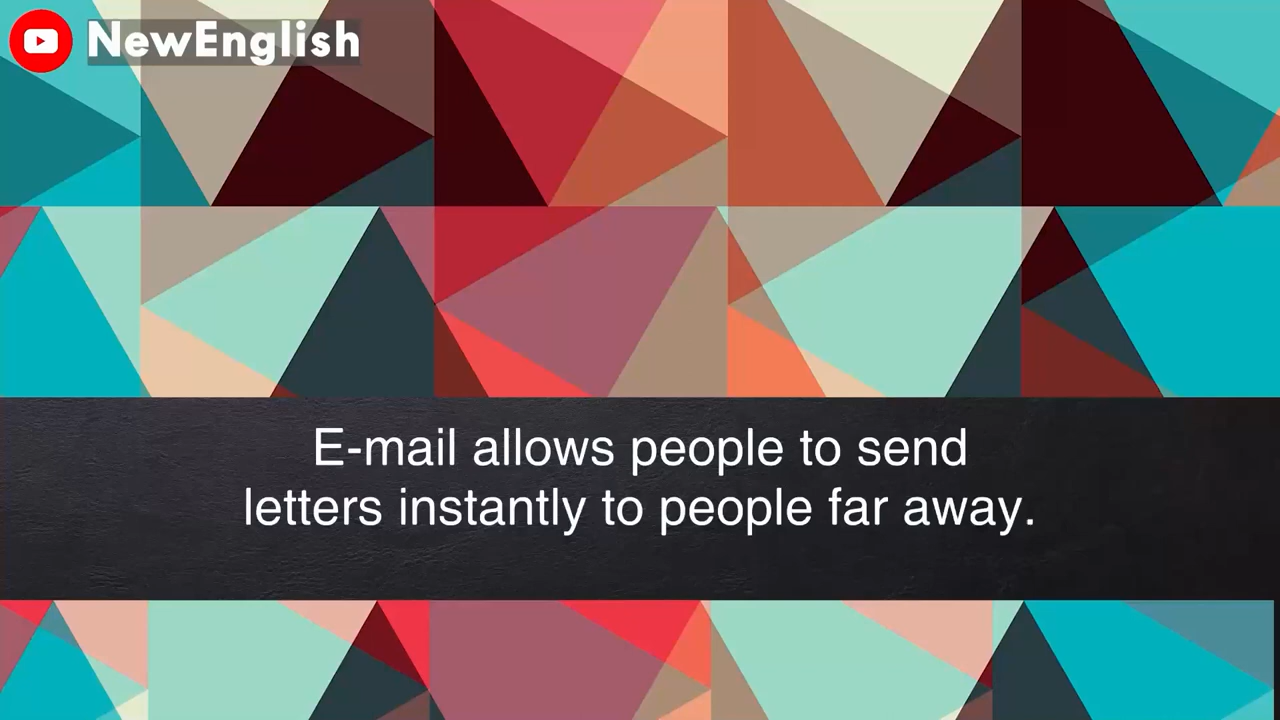 NewEnglish
E-mail allows people to send
letters instantly to people far away.